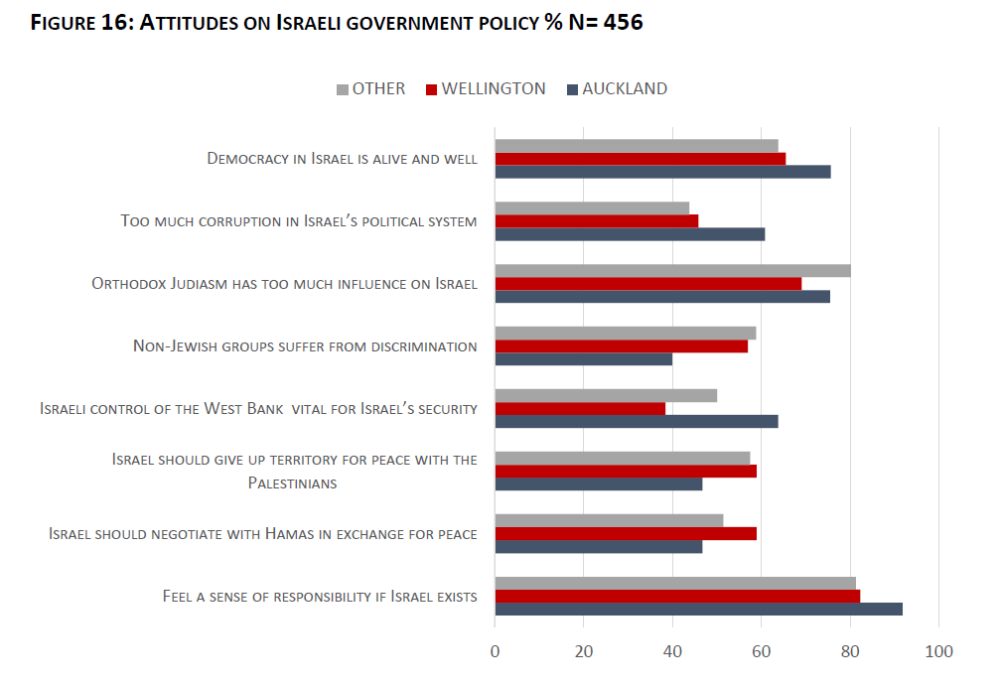 FIGURE 16: ATTITUDES ON ISRAELI GOVERNMENT POLICY % N= 456
OTHER WELLINGTON AUCKLAND
DEMOCRACY IN ISRAEL IS ALIVE AND WELL
TOO MUCH CORRUPTION IN ISRAEL'S POLITICAL SYSTEM
ORTHODOX JUDIASM HAS TOO MUCH INFLUENCE ON ISRAEL
NON-JEWISH GROUPS SUFFER FROM DISCRIMINATION
ISRAELI CONTROL OF THE WEST BANK VITAL FOR ISRAEL'S SECURITY
ISRAEL SHOULD GIVE UP TERRITORY FOR PEACE WITH THE
PALESTINIANS
ISRAEL SHOULD NEGOTIATE WITH HAMAS IN EXCHANGE FOR PEACE
FEEL A SENSE OF RESPONSIBILITY IF ISRAEL EXISTS
0 20 40 60 80 100